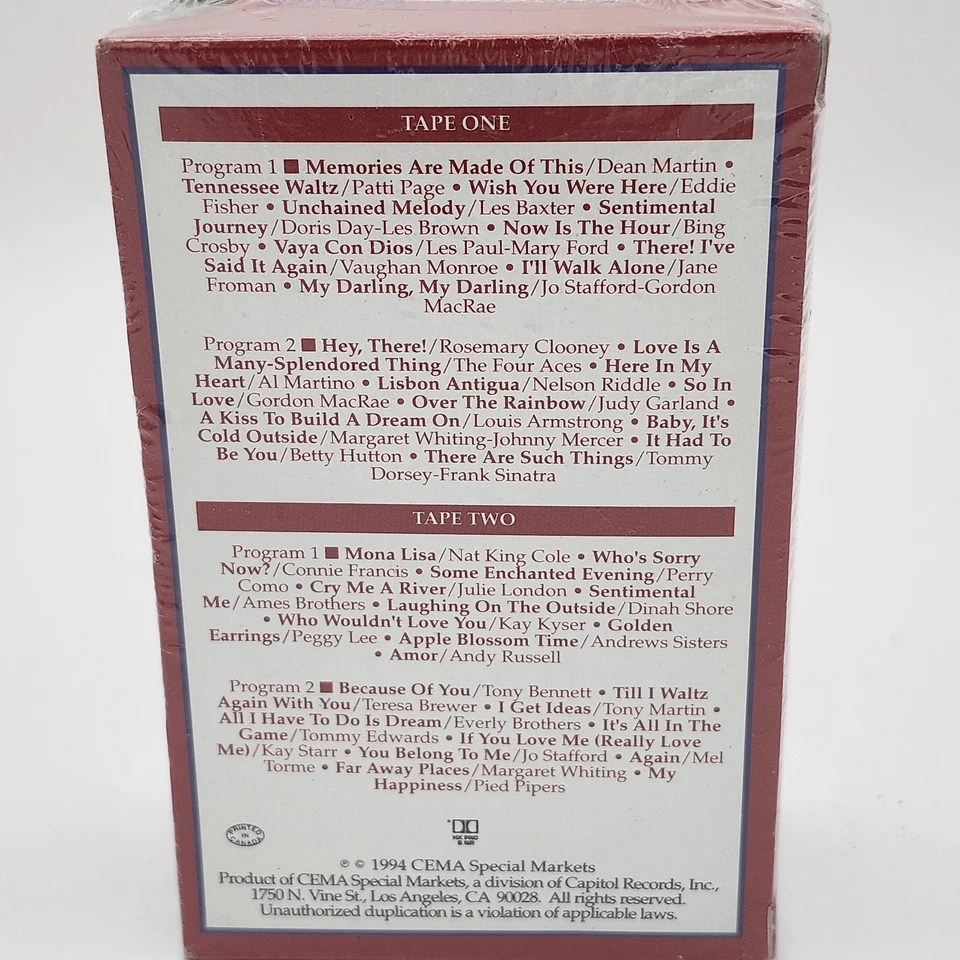 TAPE ONE
Program 1 ■ Memories Are Made Of This/Dean Martin •
Tennessee Waltz/Patti Page • Wish You Were Here/Eddie
Fisher • Unchained Melody/Les Baxter • Sentimental
Journey/Doris Day-Les Brown • Now Is The Hour/Bing
Crosby • Vaya Con Dios/Les Paul-Mary Ford • There! I've
Said It Again/Vaughan Monroe • I'll Walk Alone/Jane
Froman • My Darling, My Darling/Jo Stafford-Gordon
MacRae
Program 2 ■ Hey, There!/Rosemary Clooney • Love Is A
Many-Splendored Thing/The Four Aces • Here In My
Heart/Al Martino • Lisbon Antigua/Nelson Riddle • So In
Love/Gordon MacRae • Over The Rainbow/Judy Garland •
A Kiss To Build A Dream On/Louis Armstrong • Baby, It's
Cold Outside/Margaret Whiting-Johnny Mercer • It Had To
Be You/Betty Hutton • There Are Such Things/Tommy
Dorsey-Frank Sinatra
TAPE TWO
Program 1 ■ Mona Lisa/Nat King Cole • Who's Sorry
Now?/Connie Francis • Some Enchanted Evening/Perry
Como • Cry Me A River/Julie London • Sentimental
Me/Ames Brothers • Laughing On The Outside/Dinah Shore
• Who Wouldn't Love You/Kay Kyser • Golden
Earrings/Peggy Lee • Apple Blossom Time/Andrews Sisters
• Amor/Andy Russell
Program 2 ■ Because Of You/Tony Bennett • Till I Waltz
Again With You/Teresa Brewer • I Get Ideas/Tony Martin •
All I Have To Do Is Dream/Everly Brothers • It's All In The
Game/Tommy Edwards • If You Love Me (Really Love
Me)/Kay Starr • You Belong To Me/Jo Stafford • Again/Mel
Torme • Far Away Places/Margaret Whiting • My
Happiness/Pied Pipers
PRINTED
IN
CANADA
HX PRO
B NR
℗ © 1994 CEMA Special Markets
Product of CEMA Special Markets, a division of Capitol Records, Inc.,
1750 N. Vine St., Los Angeles, CA 90028. All rights reserved.
Unauthorized duplication is a violation of applicable laws.